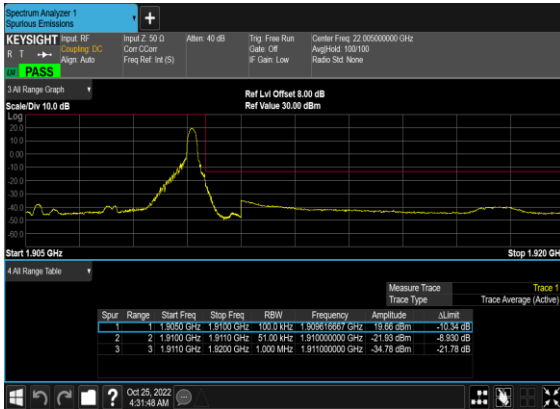 Spectrum Analyzer 1
Spurious Emissions
+
KEYSIGHT
R T
PASS
Input: RF
Coupling: DC
Align: Auto
Input Z: 50 Ω
Corr CCorr
Freq Ref: Int (S)
Atten: 40 dB
Trig: Free Run
Gate: Off
IF Gain: Low
Center Freq: 22.005000000 GHz
Avg|Hold: 100/100
Radio Std: None
3 All Range Graph
Scale/Div 10.0 dB
Ref Lvl Offset 8.00 dB
Ref Value 30.00 dBm
Log
20.0
10.0
0.00
-10.0
-20.0
-30.0
-40.0
-50.0
-60.0
Start 1.905 GHz
Stop 1.920 GH
4 All Range Table
Measure Trace Trace 1
Trace Type Trace Average (Active)
Spur Range Start Freq Stop Freq RBW Frequency Amplitude ΔLimit
1 1 1.9050 GHz 1.9100 GHz 100.0 kHz 1.909616667 GHz 19.66 dBm -10.34 dB
2 2 1.9100 GHz 1.9110 GHz 51.00 kHz 1.910000000 GHz -21.93 dBm -8.930 dB
3 3 1.9110 GHz 1.9200 GHz 1.000 MHz 1.911000000 GHz -34.78 dBm -21.78 dB
?
Oct 25, 2022
4:31:48 AM